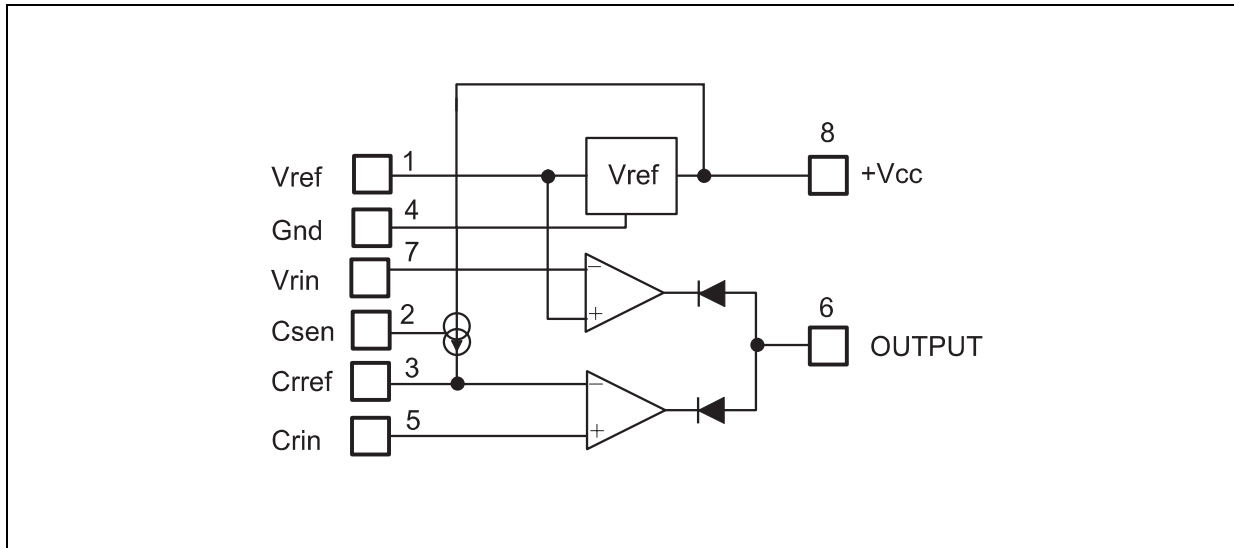 8
Vref 1 Vref +Vcc
Gnd 4
Vrin 7 −
Csen 2 + 6
OUTPUT
Crref 3 −
Crin 5 +